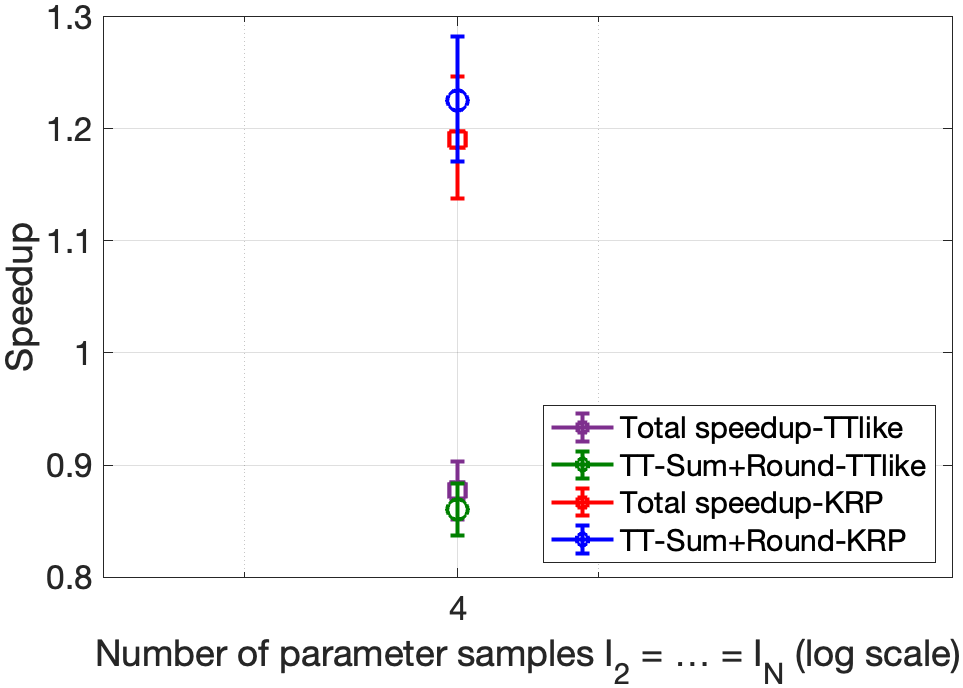 1.3
1.2
1.1
1
0.9
0.8
Speedup
Total speedup-TTlike
TT-Sum+Round-TTlike
Total speedup-KRP
TT-Sum+Round-KRP
4
Number of parameter samples I₂ = … = I_N (log scale)